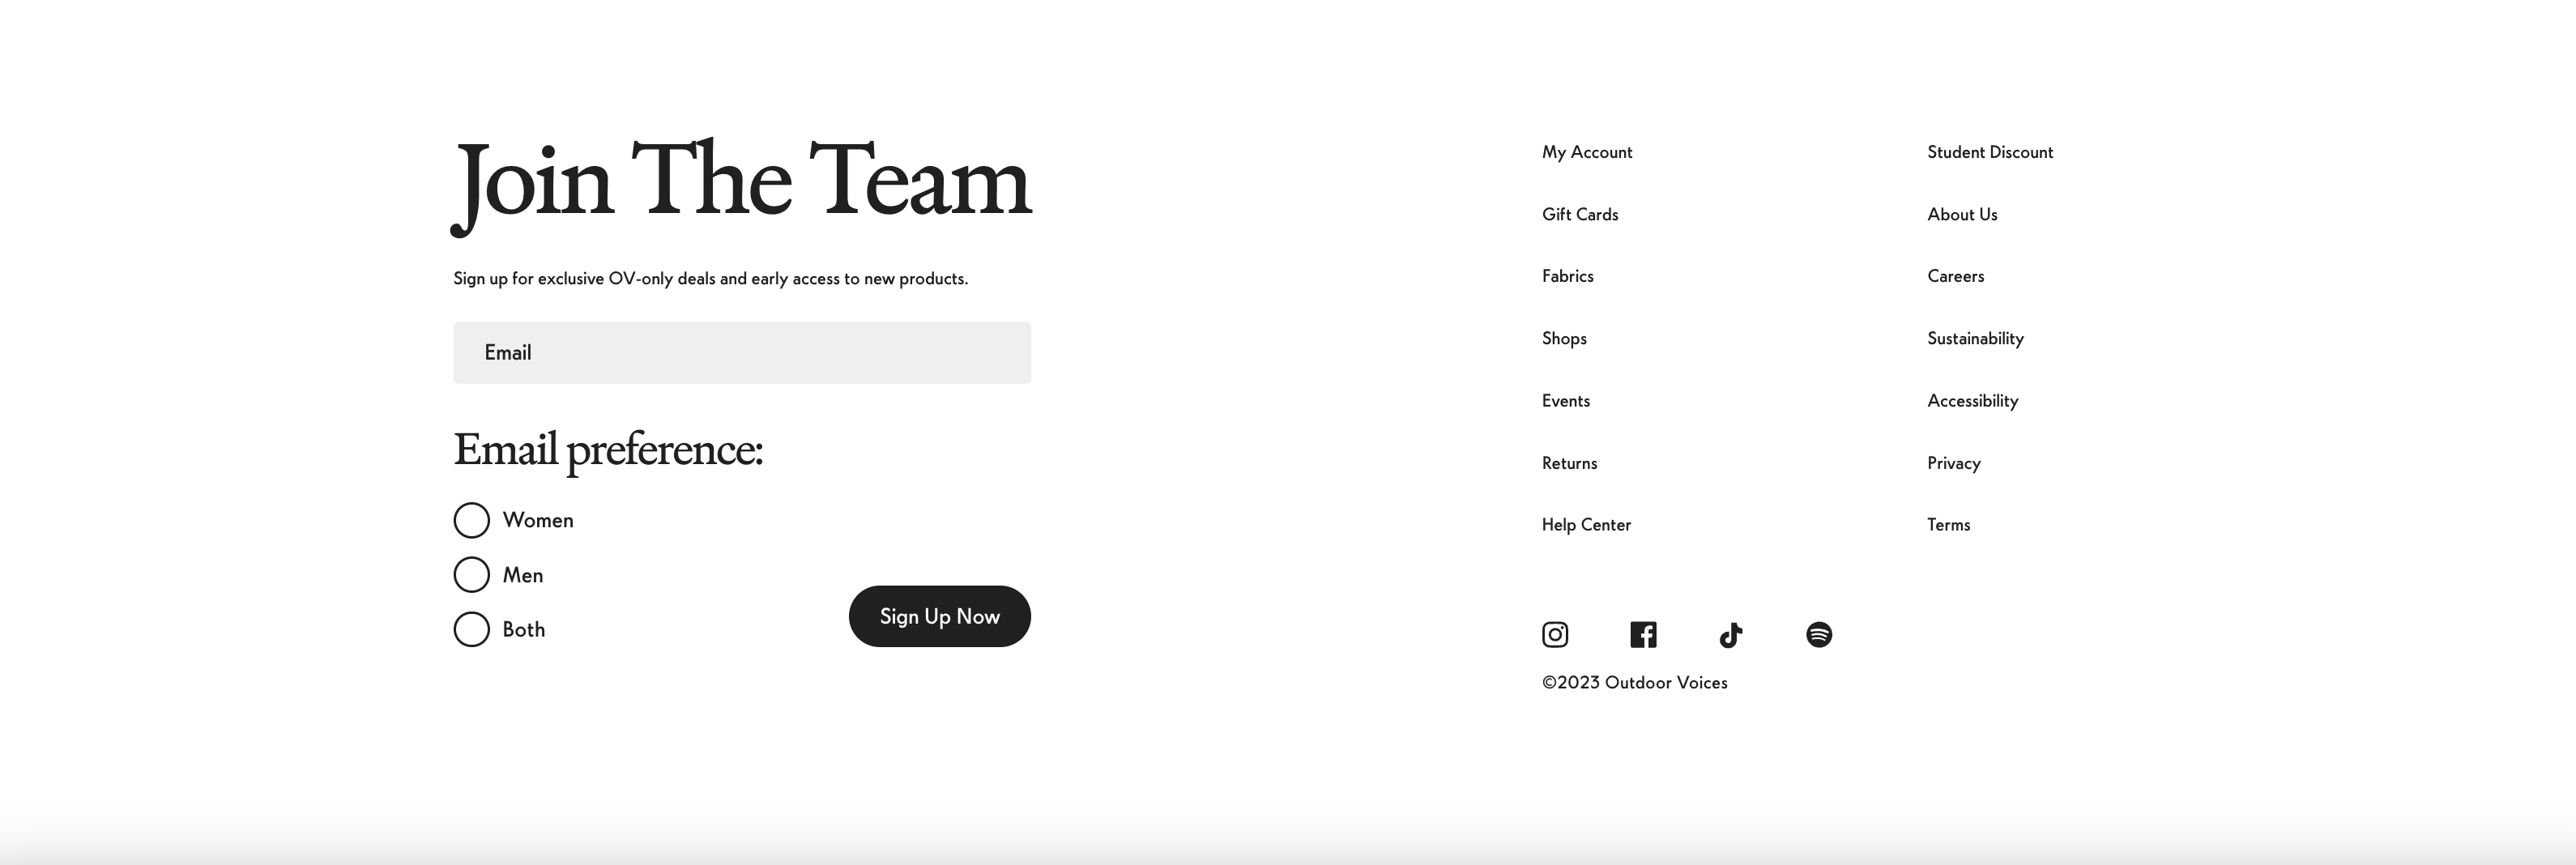 Join The Team
Sign up for exclusive OV-only deals and early access to new products.
Email
Email preference:
Women
Men
Both
Sign Up Now
My Account
Gift Cards
Fabrics
Shops
Events
Returns
Help Center
Student Discount
About Us
Careers
Sustainability
Accessibility
Privacy
Terms
©2023 Outdoor Voices